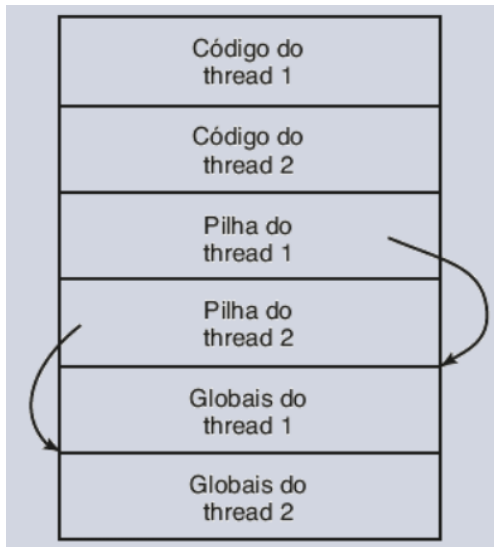 Código do
thread 1
Código do
thread 2
Pilha do
thread 1
Pilha do
thread 2
Globais do
thread 1
Globais do
thread 2